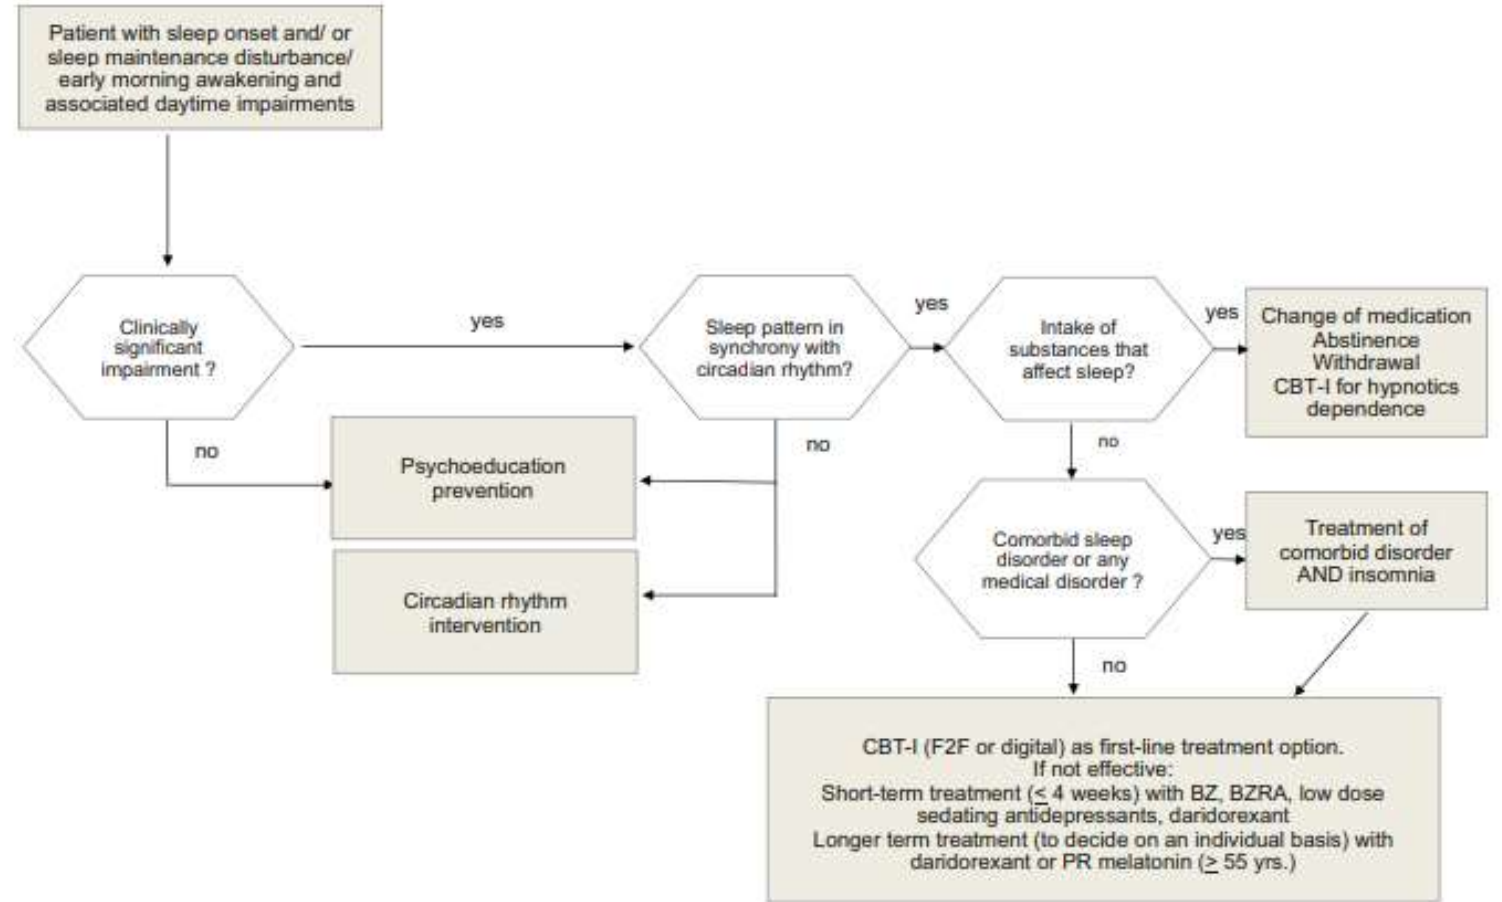 Patient with sleep onset and/ or
sleep maintenance disturbance/
early morning awakening and
associated daytime impairments
Clinically
significant
impairment ?
yes
Sleep pattern in
synchrony with
circadian rhythm?
yes
Intake of
substances that
affect sleep?
yes
Change of medication
Abstinence
Withdrawal
CBT-I for hypnotics
dependence
no
Psychoeducation
prevention
no
Circadian rhythm
intervention
no
Comorbid sleep
disorder or any
medical disorder ?
yes
Treatment of
comorbid disorder
AND insomnia
no
CBT-I (F2F or digital) as first-line treatment option.
If not effective:
Short-term treatment (≤ 4 weeks) with BZ, BZRA, low dose
sedating antidepressants, daridorexant
Longer term treatment (to decide on an individual basis) with
daridorexant or PR melatonin (≥ 55 yrs.)